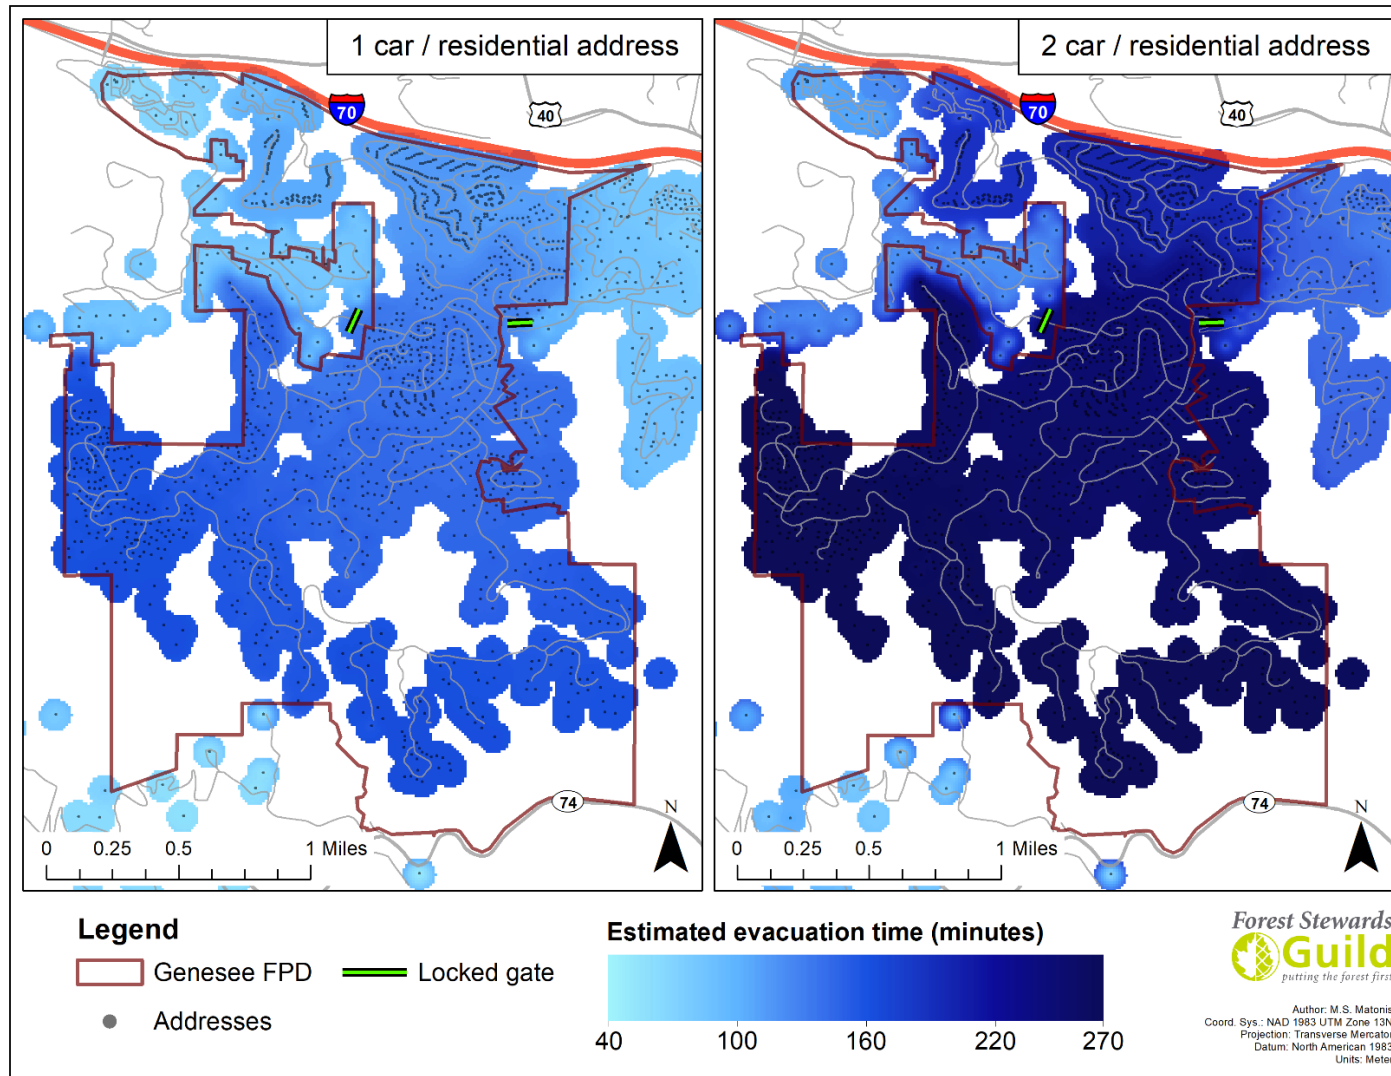 1 car / residential address
2 car / residential address
70
40
70
40
74
74
N
N
0 0.25 0.5 1 Miles
0 0.25 0.5 1 Miles
Legend
Genesee FPD
Locked gate
Addresses
Estimated evacuation time (minutes)
40 100 160 220 270
Forest Stewards
Guild
putting the forest first
Author: M.S. Matonis
Coord. Sys.: NAD 1983 UTM Zone 13N
Projection: Transverse Mercator
Datum: North American 1983
Units: Meter